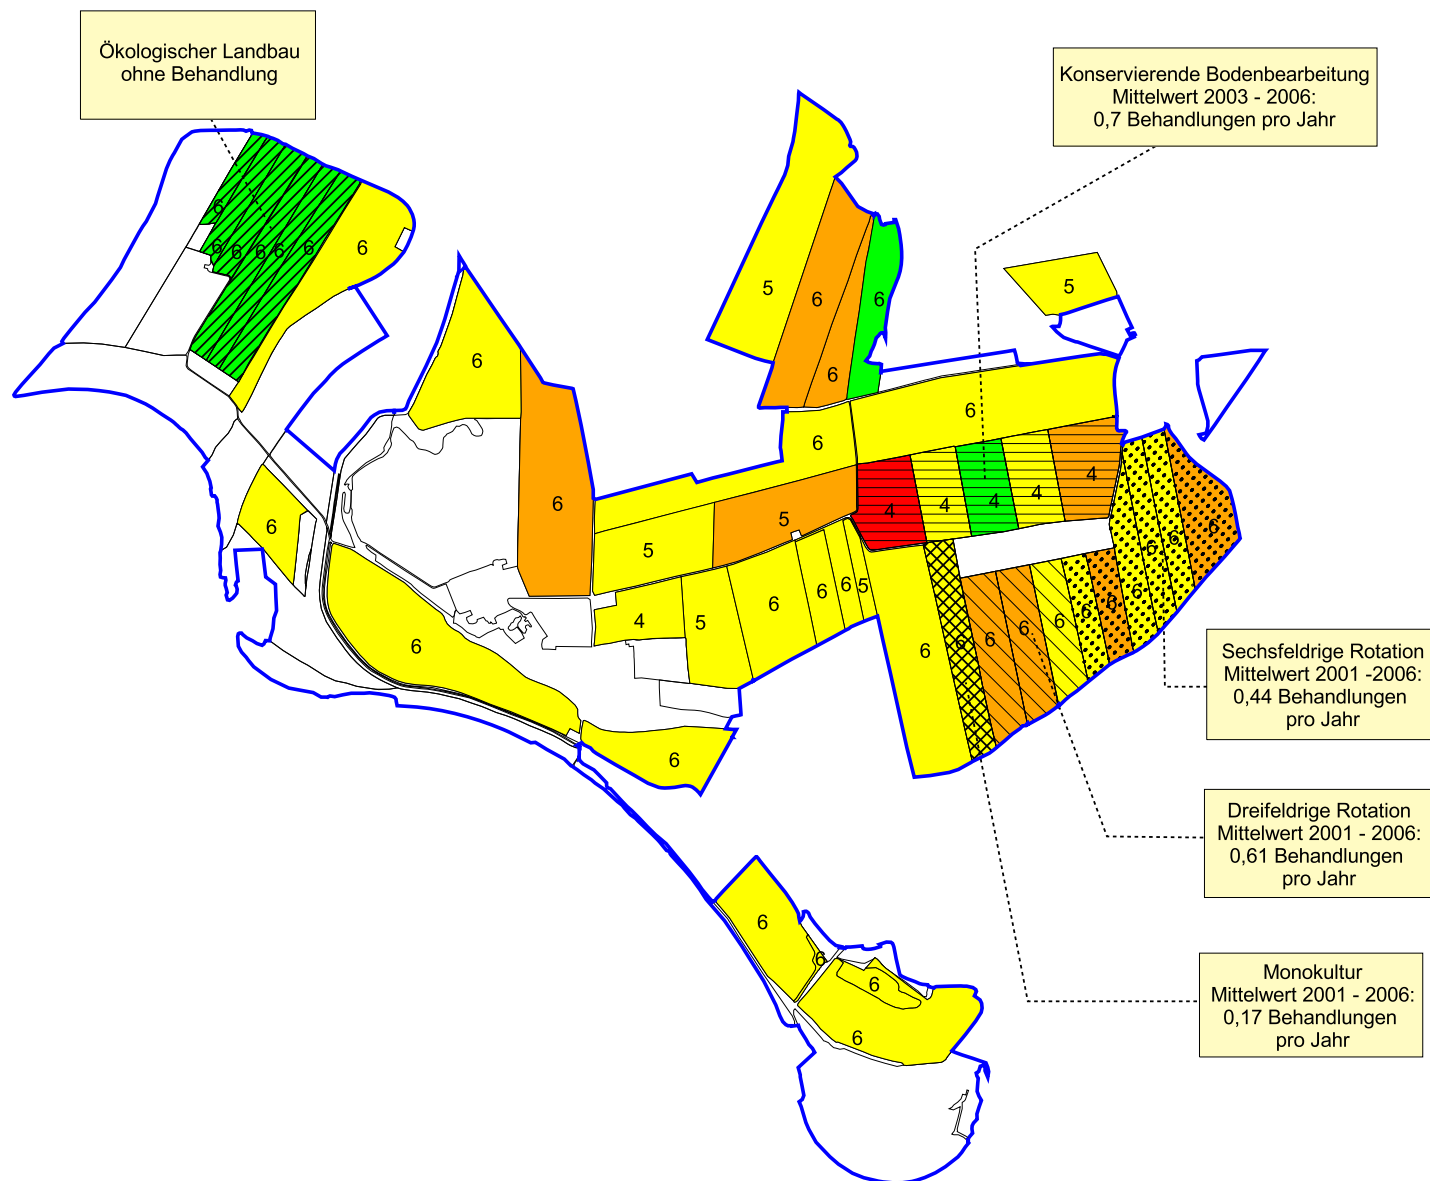 Ökologischer Landbau
ohne Behandlung
Konservierende Bodenbearbeitung
Mittelwert 2003 - 2006:
0,7 Behandlungen pro Jahr
6
6 6 6 6 6 6
5
6
6
6
5
6
6
6
6
6
4
4
4
4
4
6
5
5
6
6
6
6
6
6
6
4
5
6
6
6
5
6
6
6
6
6
6
6
6
6
Sechsfeldrige Rotation
Mittelwert 2001 -2006:
0,44 Behandlungen
pro Jahr
Dreifeldrige Rotation
Mittelwert 2001 - 2006:
0,61 Behandlungen
pro Jahr
6
6
6
6
Monokultur
Mittelwert 2001 - 2006:
0,17 Behandlungen
pro Jahr